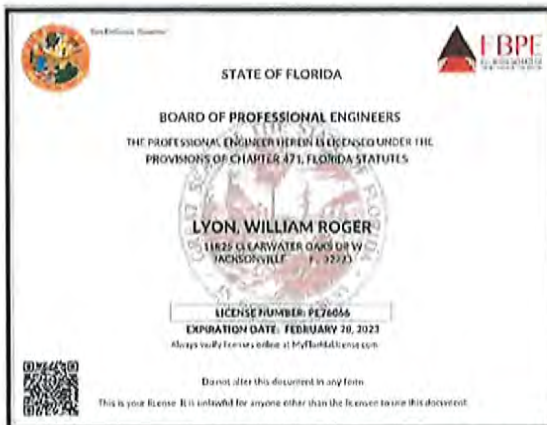 Ron DeSantis, Governor
FBPE
STATE OF FLORIDA
BOARD OF PROFESSIONAL ENGINEERS
THE PROFESSIONAL ENGINEER HEREIN IS LICENSED UNDER THE
PROVISIONS OF CHAPTER 471, FLORIDA STATUTES
LYON, WILLIAM ROGER
CLEARWATER OAKS DR W
JACKSONVILLE
LICENSE NUMBER: PE76066
EXPIRATION DATE: FEBRUARY 28, 2023
Always verify licenses online at MyFloridaLicense.com
Do not alter this document in any form.
This is your license. It is unlawful for anyone other than the licensee to use this document.